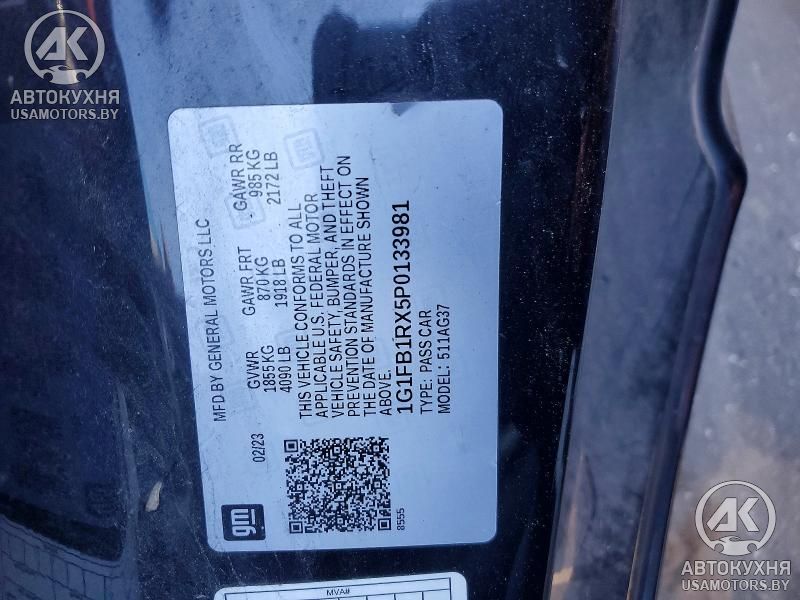 AK
АВТОКУХНЯ
USAMOTORS.BY
MFD BY GENERAL MOTORS LLC
02/23
GVWR
1855 KG
4090 LB
GAWR FRT
870 KG
1918 LB
GAWR RR
985 KG
2172 LB
THIS VEHICLE CONFORMS TO ALL
APPLICABLE U.S. FEDERAL MOTOR
VEHICLE SAFETY, BUMPER, AND THEFT
PREVENTION STANDARDS IN EFFECT ON
THE DATE OF MANUFACTURE SHOWN
ABOVE.
1G1FB1RX5P0133981
TYPE: PASS CAR
MODEL: 511AG37
gm
8555
MVA#
AK
АВТОКУХНЯ
USAMOTORS.BY